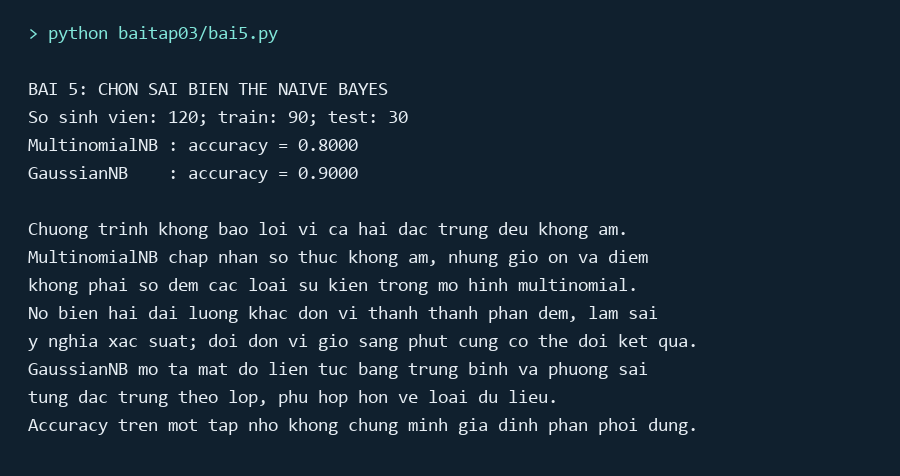 > python baitap03/bai5.py
BAI 5: CHON SAI BIEN THE NAIVE BAYES
So sinh vien: 120; train: 90; test: 30
MultinomialNB : accuracy = 0.8000
GaussianNB    : accuracy = 0.9000
Chuong trinh khong bao loi vi ca hai dac trung deu khong am.
MultinomialNB chap nhan so thuc khong am, nhung gio on va diem
khong phai so dem cac loai su kien trong mo hinh multinomial.
No bien hai dai luong khac don vi thanh thanh phan dem, lam sai
y nghia xac suat; doi don vi gio sang phut cung co the doi ket qua.
GaussianNB mo ta mat do lien tuc bang trung binh va phuong sai
tung dac trung theo lop, phu hop hon ve loai du lieu.
Accuracy tren mot tap nho khong chung minh gia dinh phan phoi dung.